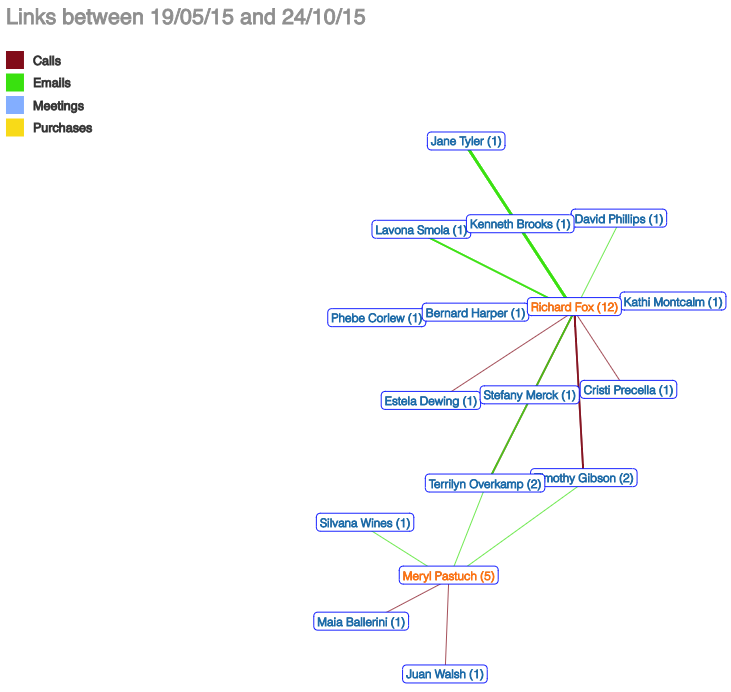 Links between 19/05/15 and 24/10/15
Calls
Emails
Meetings
Purchases
Jane Tyler (1)
Lavona Smola (1)
Kenneth Brooks (1)
David Phillips (1)
Phebe Corlew (1)
Bernard Harper (1)
Richard Fox (12)
Kathi Montcalm (1)
Estela Dewing (1)
Stefany Merck (1)
Cristi Precella (1)
Terrilyn Overkamp (2)
mothy Gibson (2)
Silvana Wines (1)
Meryl Pastuch (5)
Maia Ballerini (1)
Juan Walsh (1)